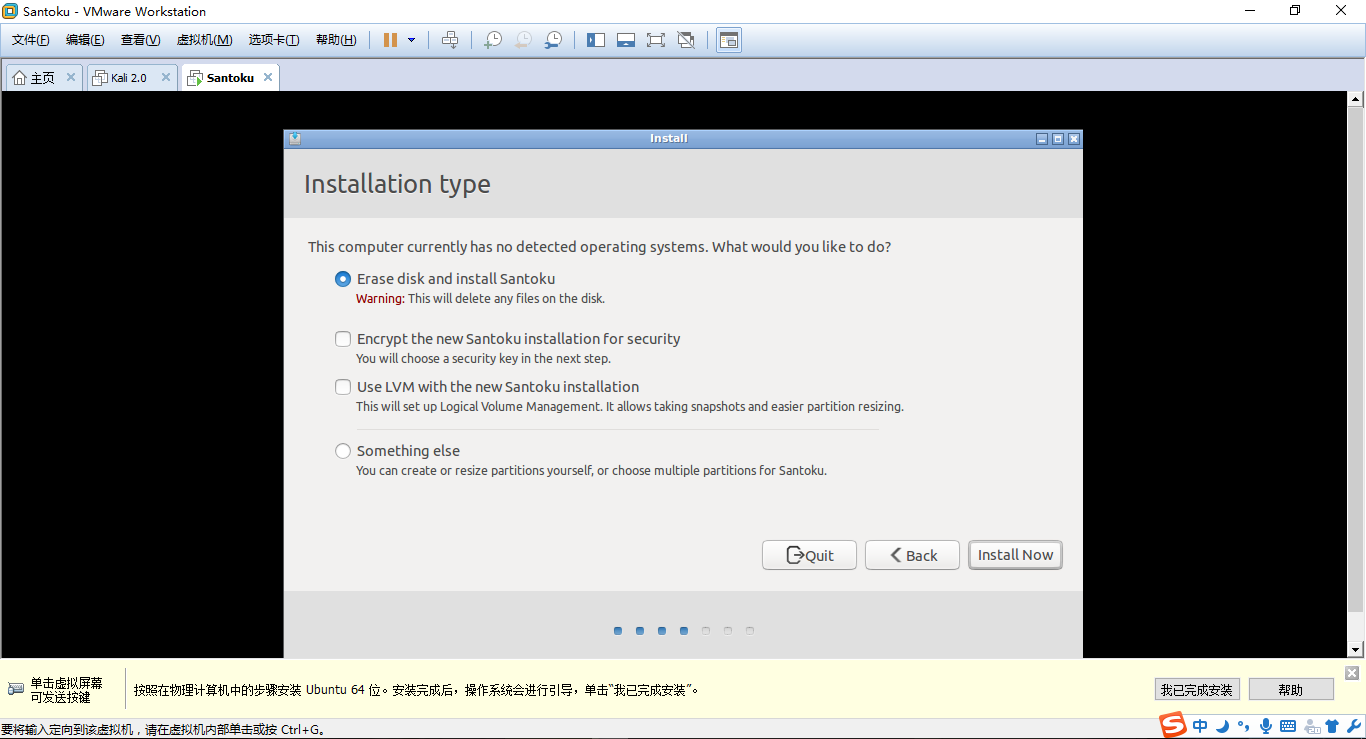 Santoku - VMware Workstation
文件(F) 编辑(E) 查看(V) 虚拟机(M) 选项卡(T) 帮助(H)
主页 Kali 2.0 Santoku
Install
Installation type
This computer currently has no detected operating systems. What would you like to do?
Erase disk and install Santoku
Warning: This will delete any files on the disk.
Encrypt the new Santoku installation for security
You will choose a security key in the next step.
Use LVM with the new Santoku installation
This will set up Logical Volume Management. It allows taking snapshots and easier partition resizing.
Something else
You can create or resize partitions yourself, or choose multiple partitions for Santoku.
Quit Back Install Now
单击虚拟屏幕
可发送按键
按照在物理计算机中的步骤安装 Ubuntu 64 位。安装完成后，操作系统会进行引导，单击“我已完成安装”。
我已完成安装 帮助
要将输入定向到该虚拟机，请在虚拟机内部单击或按 Ctrl+G。
S 中